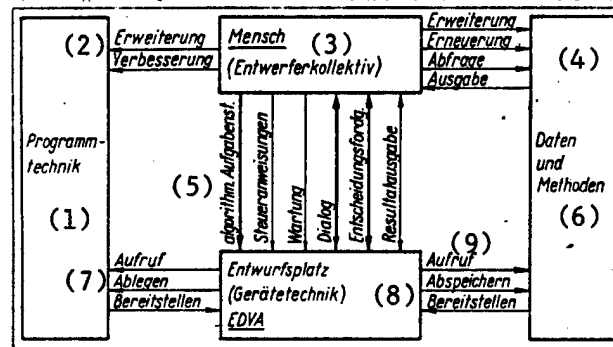 (2)
Erweiterung
Verbesserung
Mensch
(3)
(Entwerferkollektiv)
Erweiterung
Erneuerung
Abfrage
Ausgabe
(4)
Programm-
technik
(1)
(5)
algorithm. Aufgabenst.
Steueranweisungen
Wartung
Dialog
Entscheidungsfordg.
Resultatausgabe
Daten
und
Methoden
(6)
(7)
Aufruf
Ablegen
Bereitstellen
Entwurfsplatz
(Gerätetechnik)
(8)
EDVA
(9)
Aufruf
Abspeichern
Bereitstellen